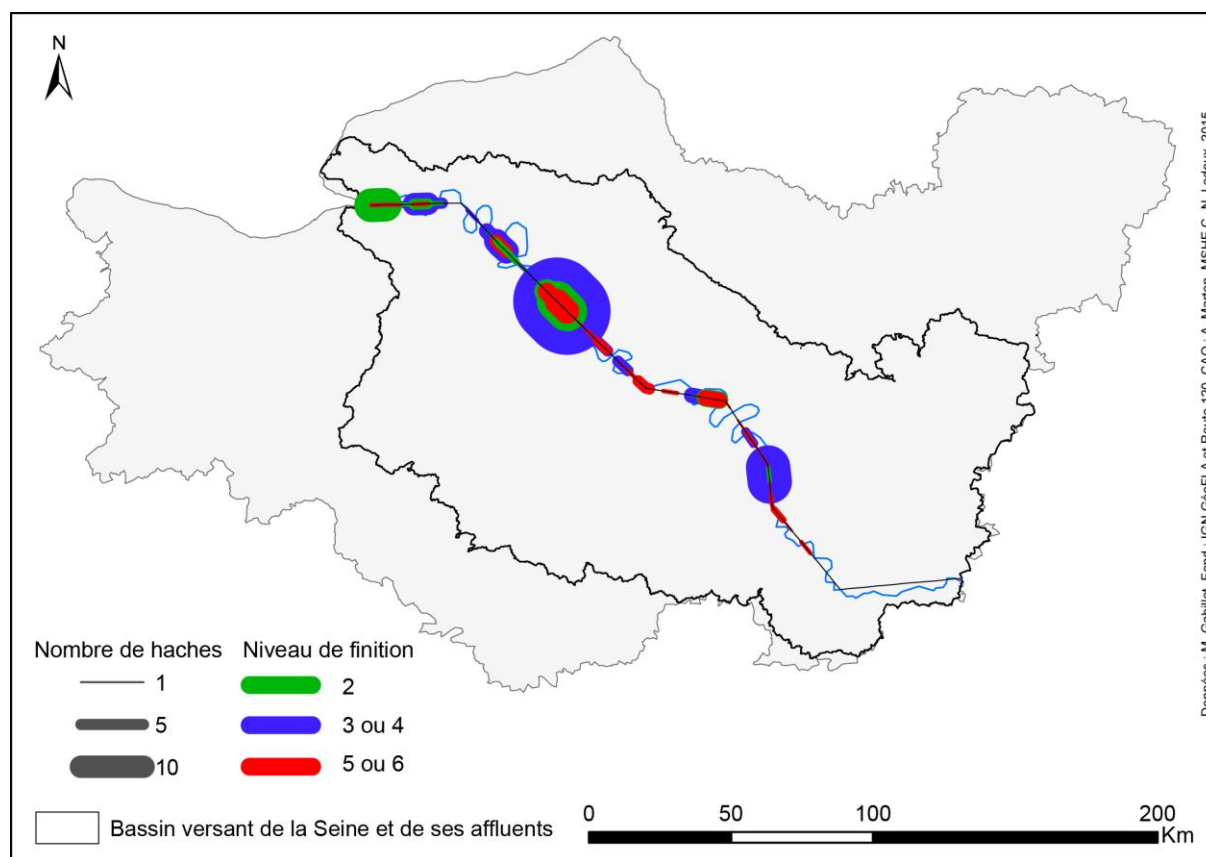 N
Nombre de haches
Niveau de finition
1
2
5
3 ou 4
10
5 ou 6
Bassin versant de la Seine et de ses affluents
0
50
100
200
Km